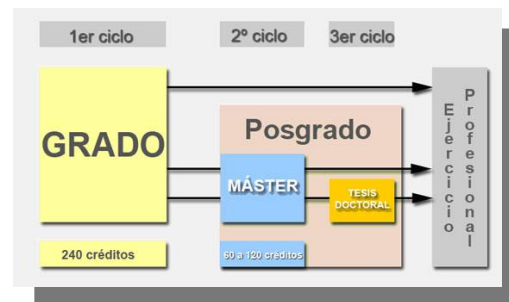 1er ciclo
2º ciclo
3er ciclo
GRADO
Posgrado
MÁSTER
TESIS
DOCTORAL
Ejercicio
Profesional
240 créditos
60 a 120 créditos